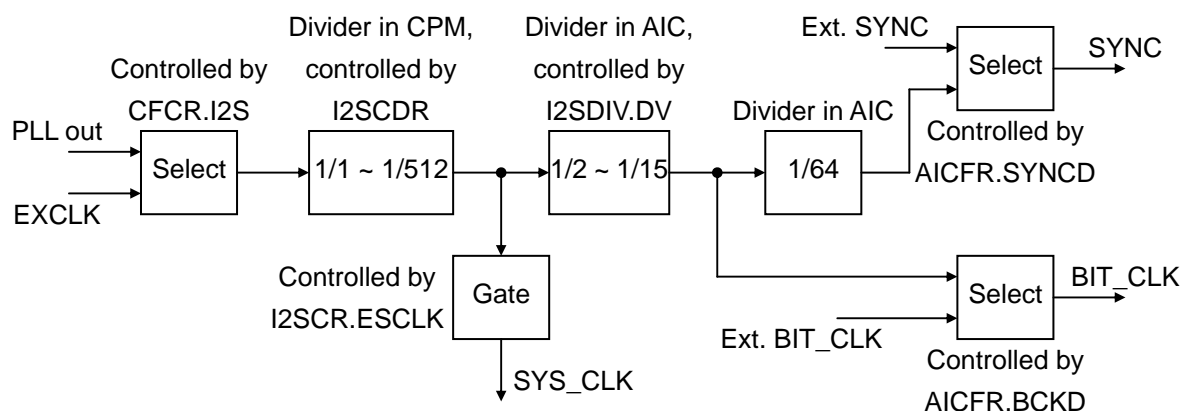 Divider in CPM,
controlled by
I2SCDR
Divider in AIC,
controlled by
I2SDIV.DV
Ext. SYNC
SYNC
Select
Controlled by
CFCR.I2S
Divider in AIC
Controlled by
AICFR.SYNCD
PLL out
EXCLK
Select
1/1 ~ 1/512
1/2 ~ 1/15
1/64
Controlled by
I2SCR.ESCLK
Gate
SYS_CLK
Select
BIT_CLK
Ext. BIT_CLK
Controlled by
AICFR.BCKD